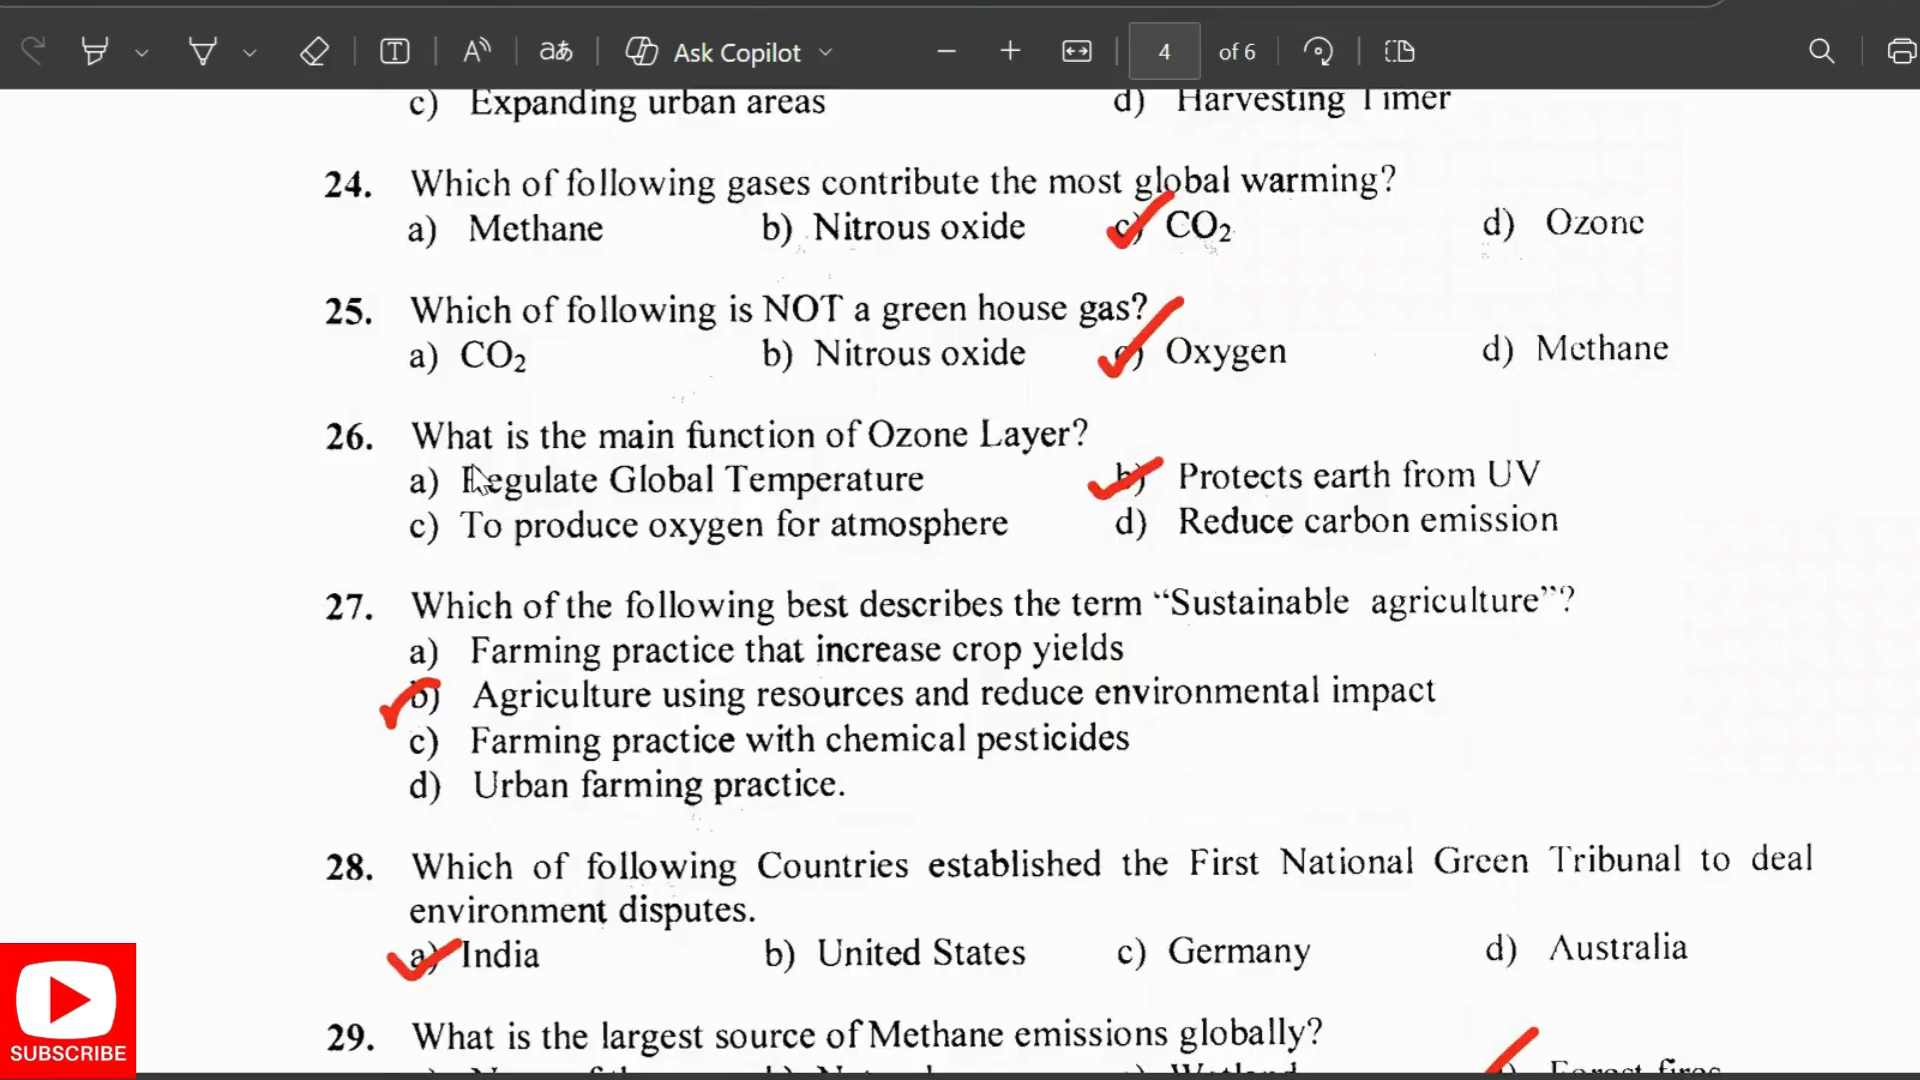 Ask Copilot
4 of 6
c) Expanding urban areas d) Harvesting Timer
24. Which of following gases contribute the most global warming?
a) Methane b) Nitrous oxide c) CO2 d) Ozone
25. Which of following is NOT a green house gas?
a) CO2 b) Nitrous oxide c) Oxygen d) Methane
26. What is the main function of Ozone Layer?
a) Regulate Global Temperature b) Protects earth from UV
c) To produce oxygen for atmosphere d) Reduce carbon emission
27. Which of the following best describes the term “Sustainable agriculture”?
a) Farming practice that increase crop yields
b) Agriculture using resources and reduce environmental impact
c) Farming practice with chemical pesticides
d) Urban farming practice.
28. Which of following Countries established the First National Green Tribunal to deal
environment disputes.
a) India b) United States c) Germany d) Australia
29. What is the largest source of Methane emissions globally?
Wetland Forest fires
SUBSCRIBE